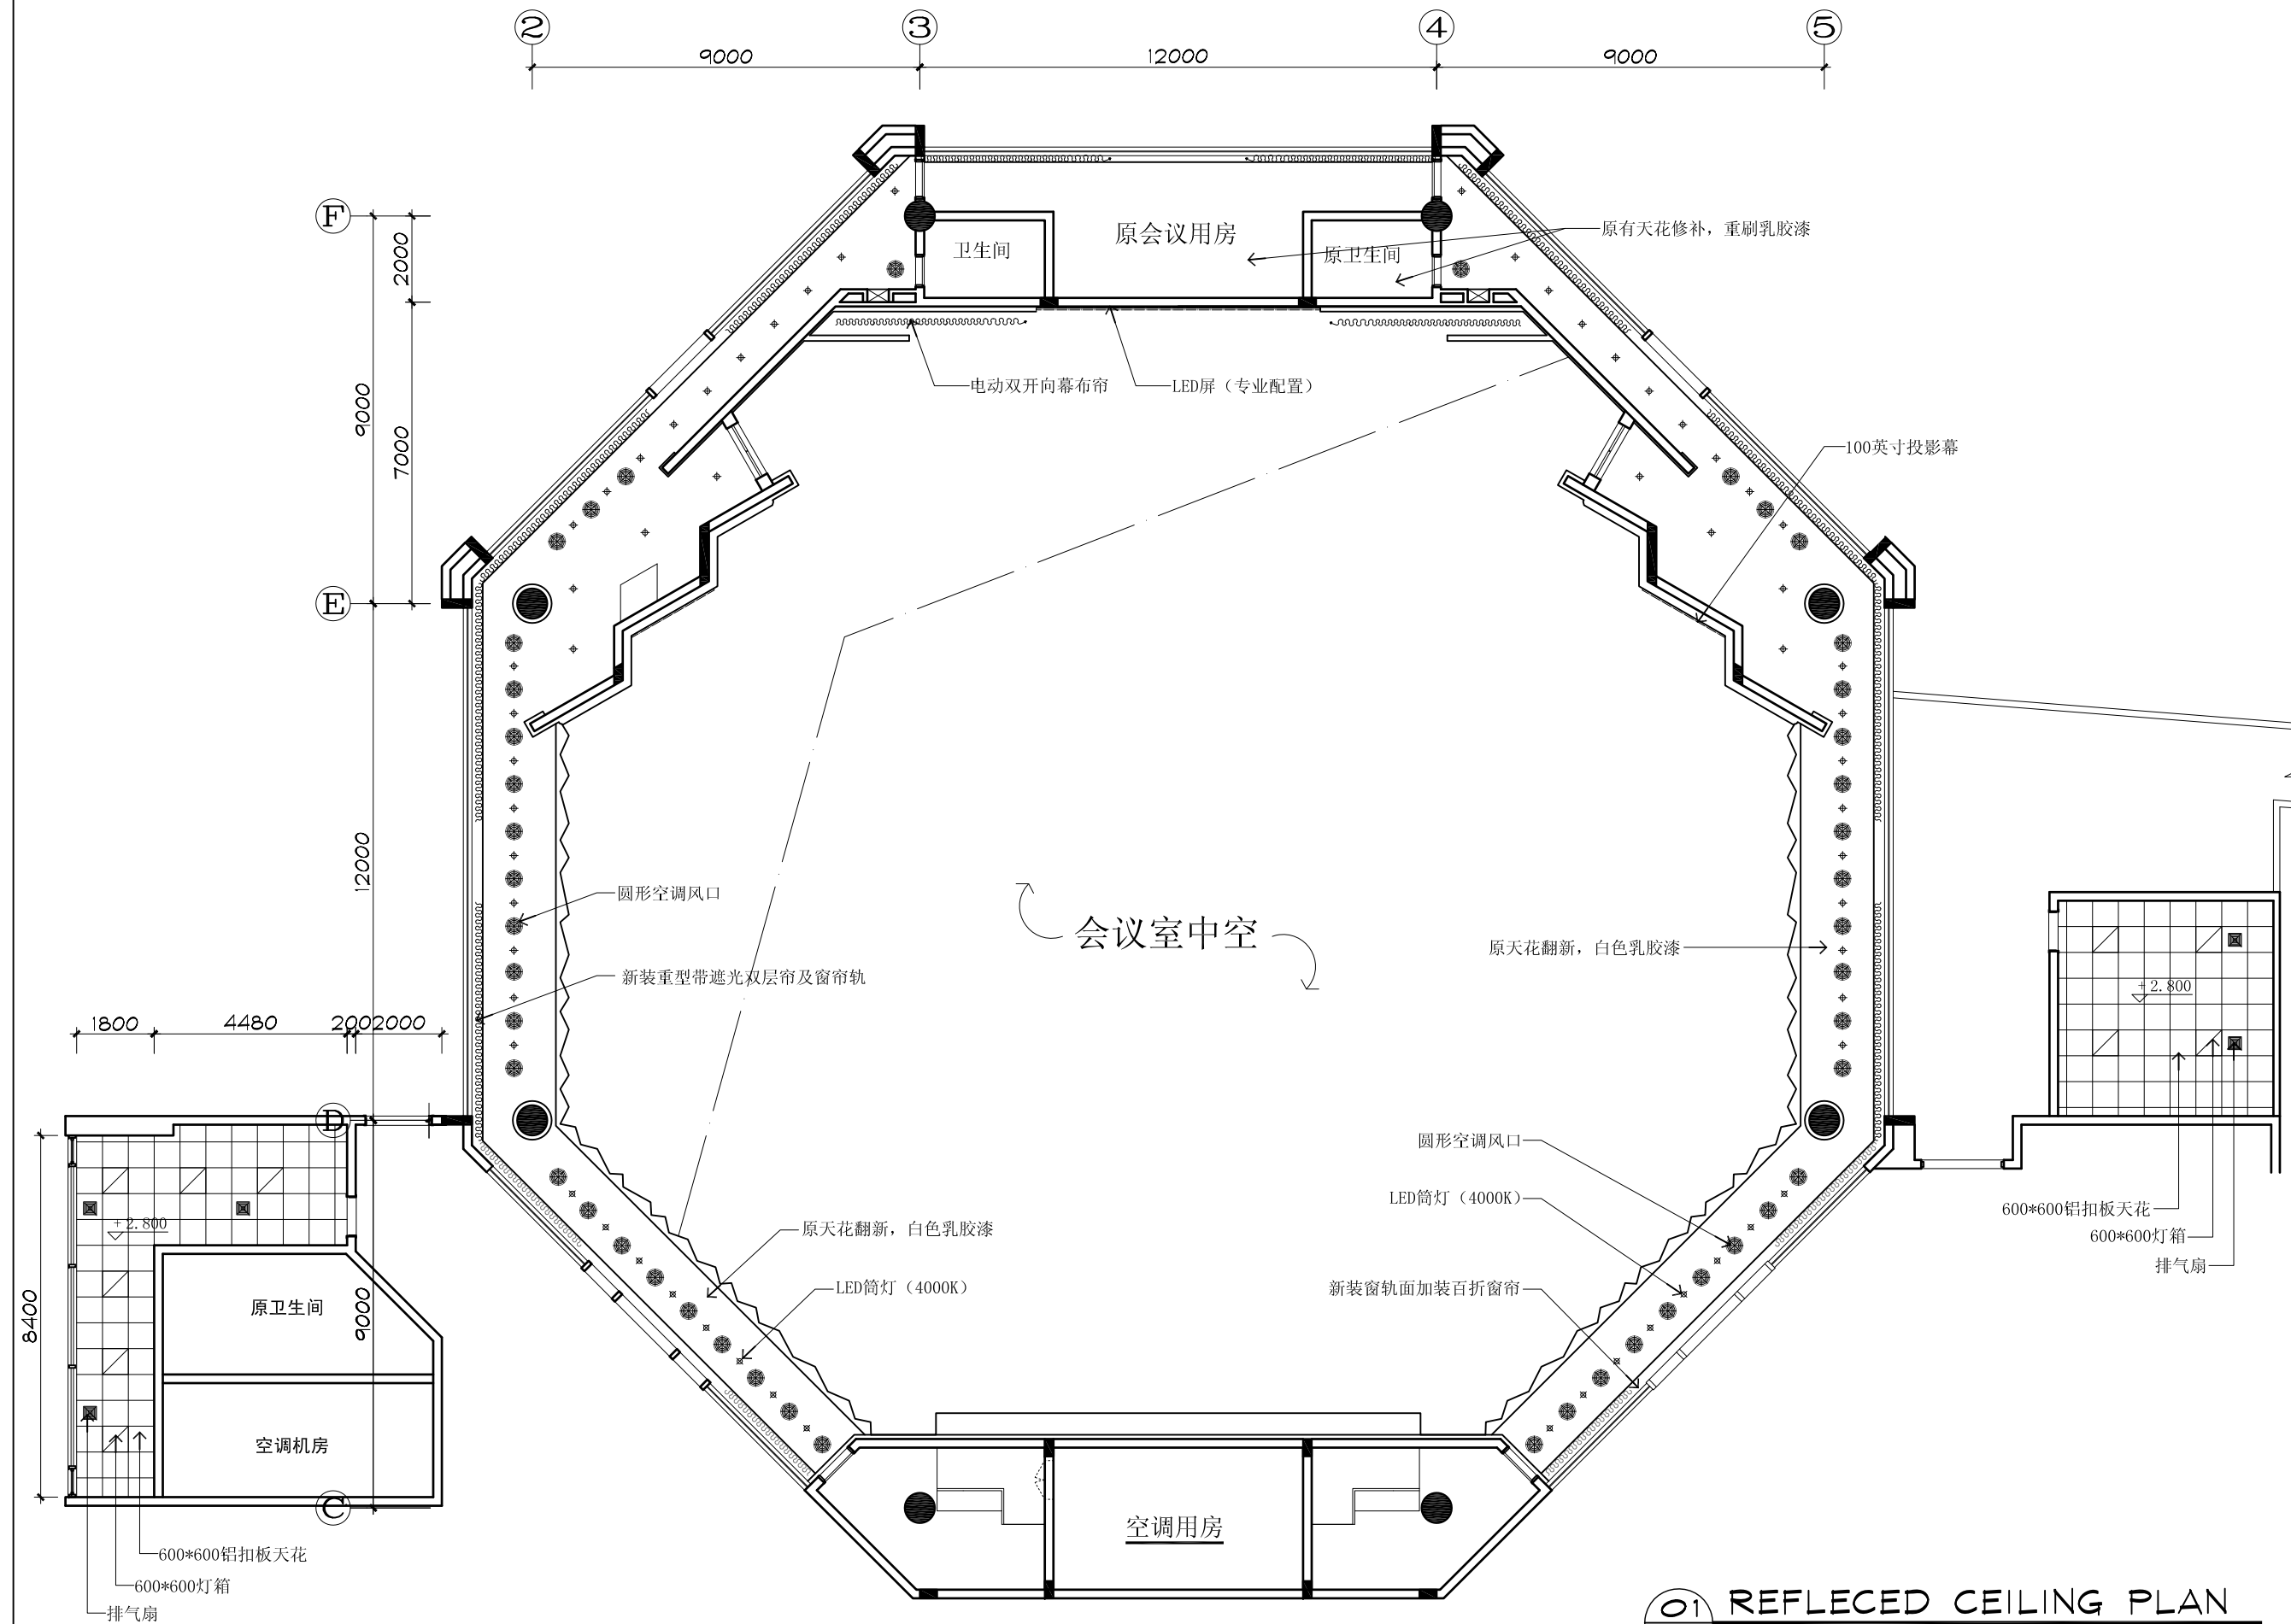 2
3
4
5
9000
12000
9000
F
2000
原会议用房
原有天花修补，重刷乳胶漆
卫生间
原卫生间
电动双开向幕布帘
LED屏（专业配置）
9000
7000
100英寸投影幕
E
12000
圆形空调风口
会议室中空
原天花翻新，白色乳胶漆
新装重型带遮光双层帘及窗帘轨
+2.800
1800
4480
200
2000
D
圆形空调风口
LED筒灯（4000K）
600*600铝扣板天花
600*600灯箱
排气扇
+2.800
原天花翻新，白色乳胶漆
LED筒灯（4000K）
新装窗轨面加装百折窗帘
8400
原卫生间
9000
空调机房
C
空调用房
600*600铝扣板天花
600*600灯箱
排气扇
01
REFLECED CEILING PLAN